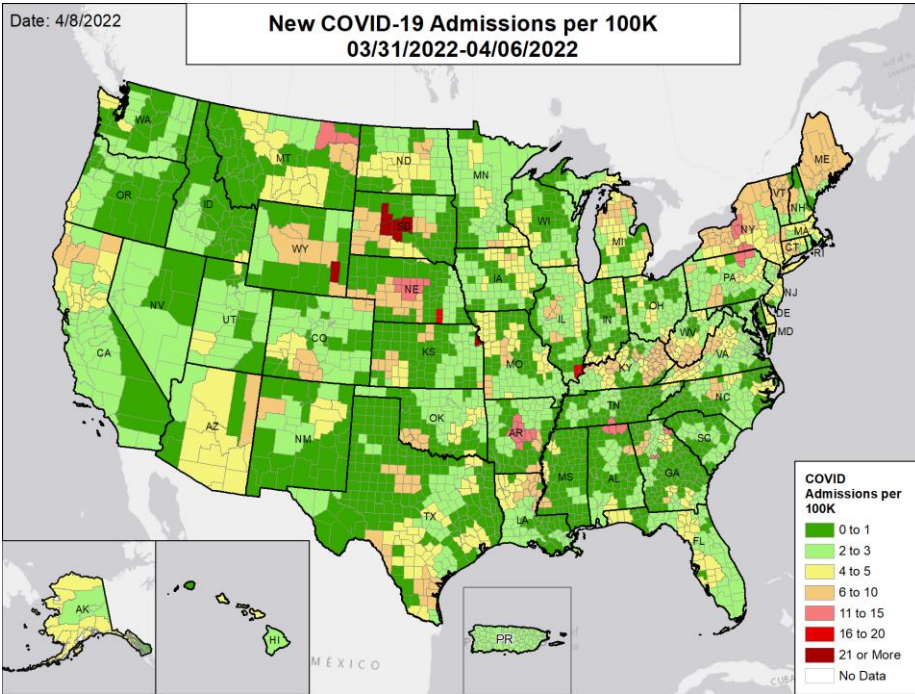 Date: 4/8/2022
New COVID-19 Admissions per 100K
03/31/2022-04/06/2022
WA
MT
ND
MN
ME
OR
ID
SD
WI
VT
NH
WY
MI
NY
MA
CT
RI
IA
NE
PA
NV
UT
CO
IL
IN
OH
NJ
DE
MD
CA
KS
MO
WV
VA
KY
AZ
NM
OK
AR
TN
NC
SC
MS
AL
GA
TX
LA
FL
AK
HI
PR
MÉXICO
CUBA
COVID
Admissions per
100K
0 to 1
2 to 3
4 to 5
6 to 10
11 to 15
16 to 20
21 or More
No Data